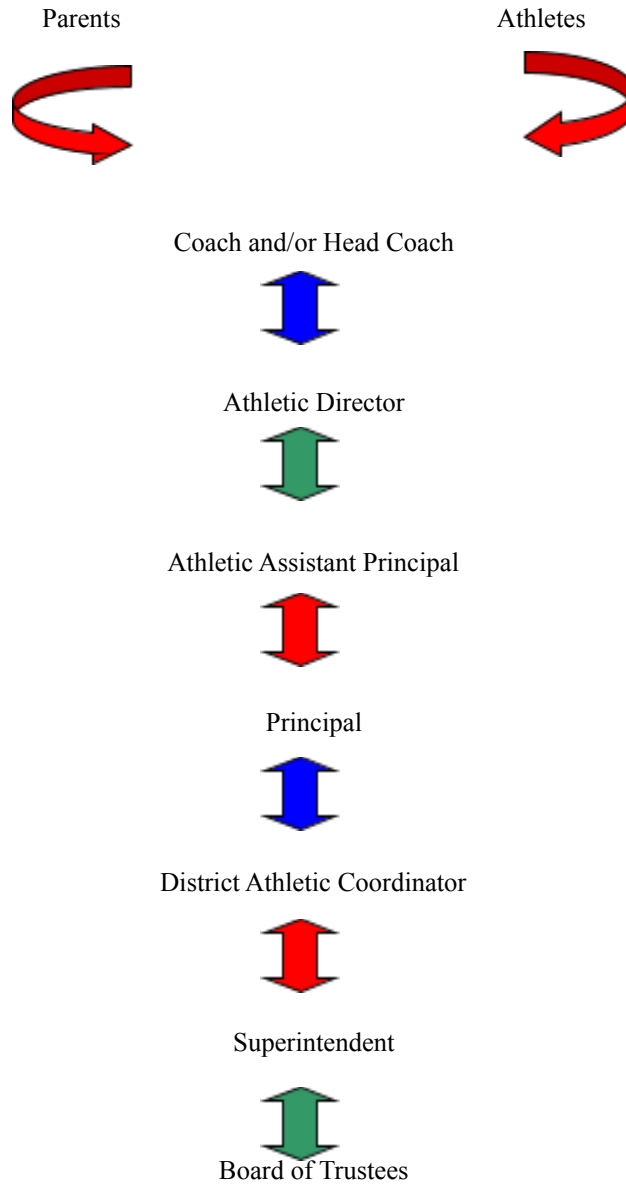 Parents
Athletes
Coach and/or Head Coach
Athletic Director
Athletic Assistant Principal
Principal
District Athletic Coordinator
Superintendent
Board of Trustees